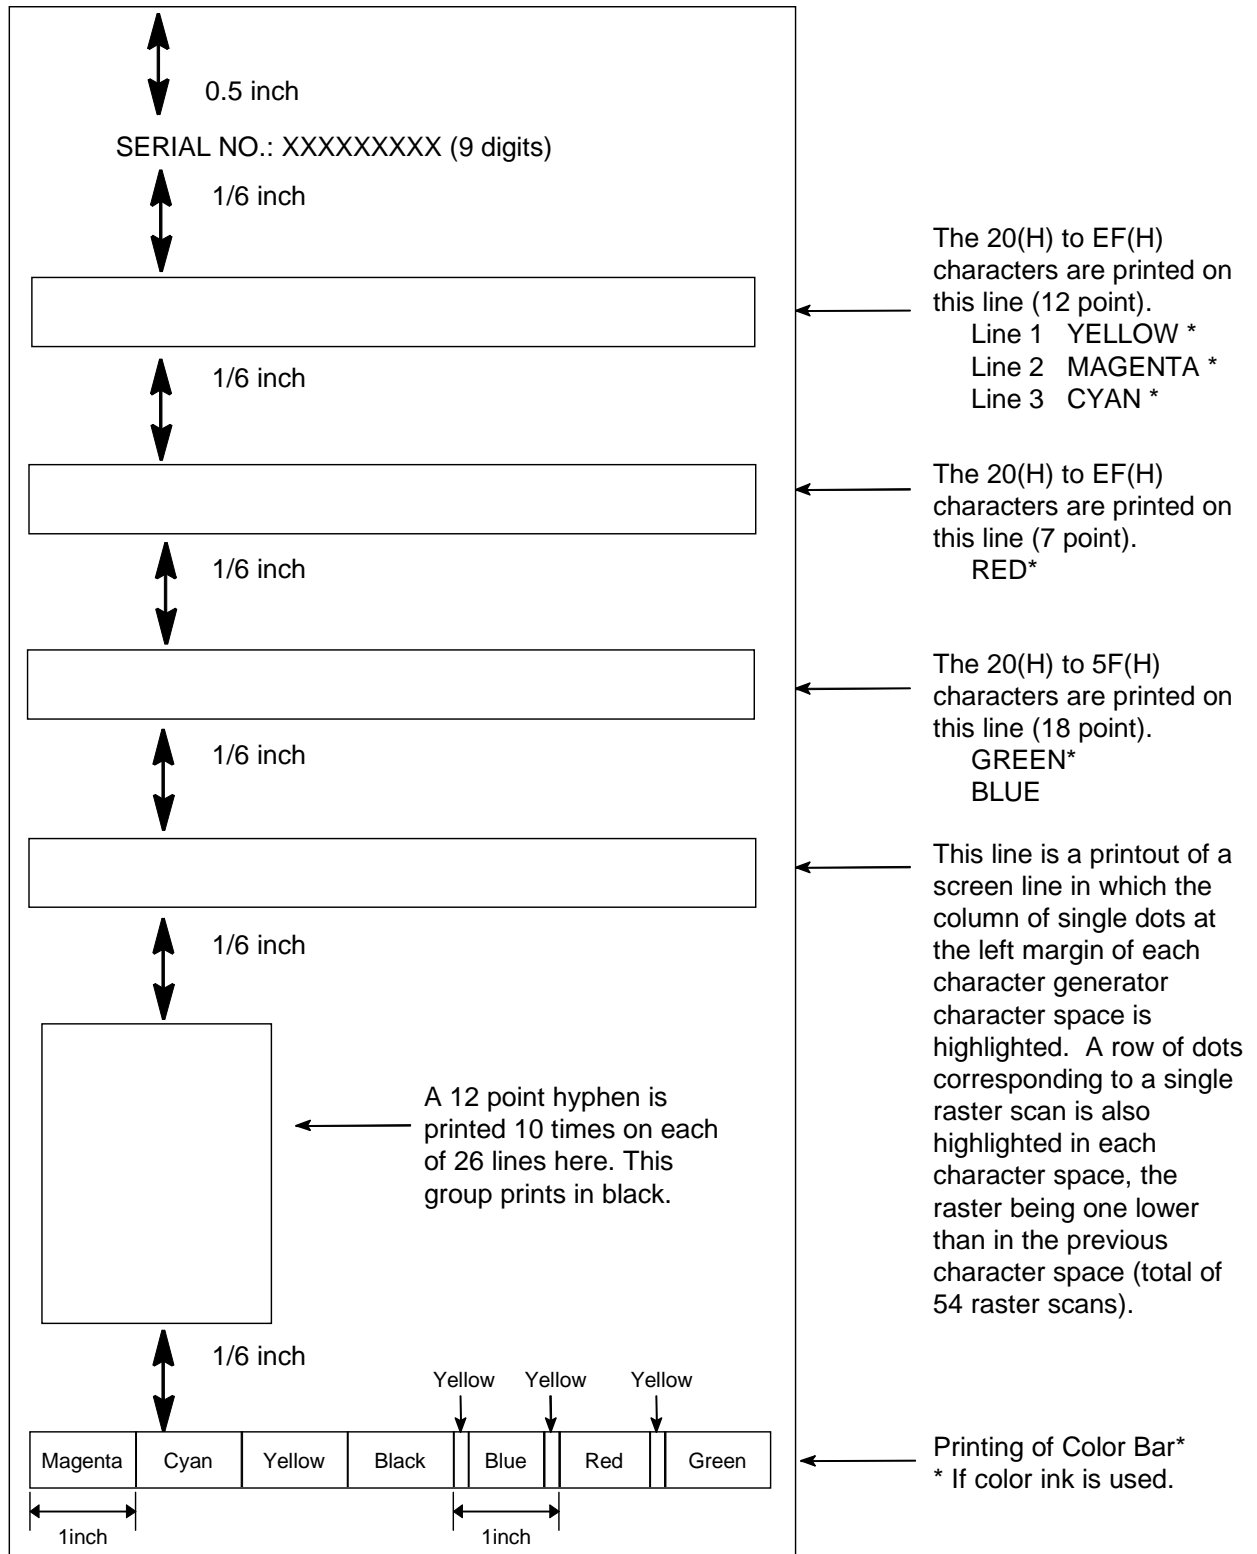 0.5 inch
SERIAL NO.: XXXXXXXXX (9 digits)
1/6 inch
The 20(H) to EF(H)
characters are printed on
this line (12 point).
Line 1 YELLOW *
Line 2 MAGENTA *
Line 3 CYAN *
1/6 inch
The 20(H) to EF(H)
characters are printed on
this line (7 point).
RED*
1/6 inch
The 20(H) to 5F(H)
characters are printed on
this line (18 point).
GREEN*
BLUE
1/6 inch
This line is a printout of a
screen line in which the
column of single dots at
the left margin of each
character generator
character space is
highlighted. A row of dots
corresponding to a single
raster scan is also
highlighted in each
character space, the
raster being one lower
than in the previous
character space (total of
54 raster scans).
1/6 inch
A 12 point hyphen is
printed 10 times on each
of 26 lines here. This
group prints in black.
1/6 inch
Yellow Yellow Yellow
Magenta Cyan Yellow Black Blue Red Green
Printing of Color Bar*
* If color ink is used.
1inch 1inch